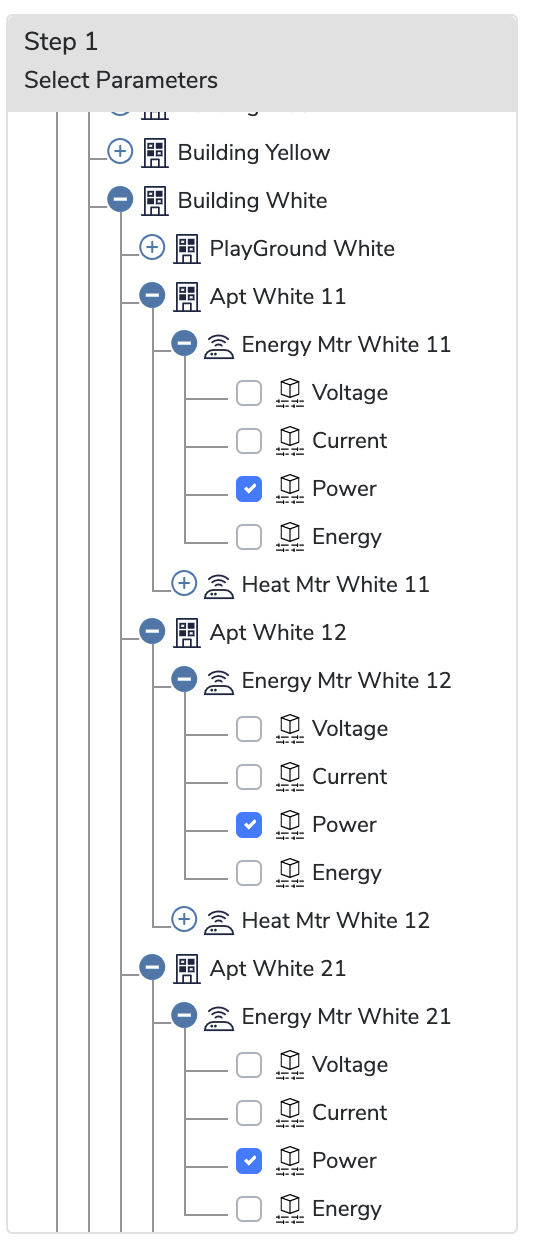 Step 1
Select Parameters
Building Yellow
Building White
PlayGround White
Apt White 11
Energy Mtr White 11
Voltage
Current
Power
Energy
Heat Mtr White 11
Apt White 12
Energy Mtr White 12
Voltage
Current
Power
Energy
Heat Mtr White 12
Apt White 21
Energy Mtr White 21
Voltage
Current
Power
Energy